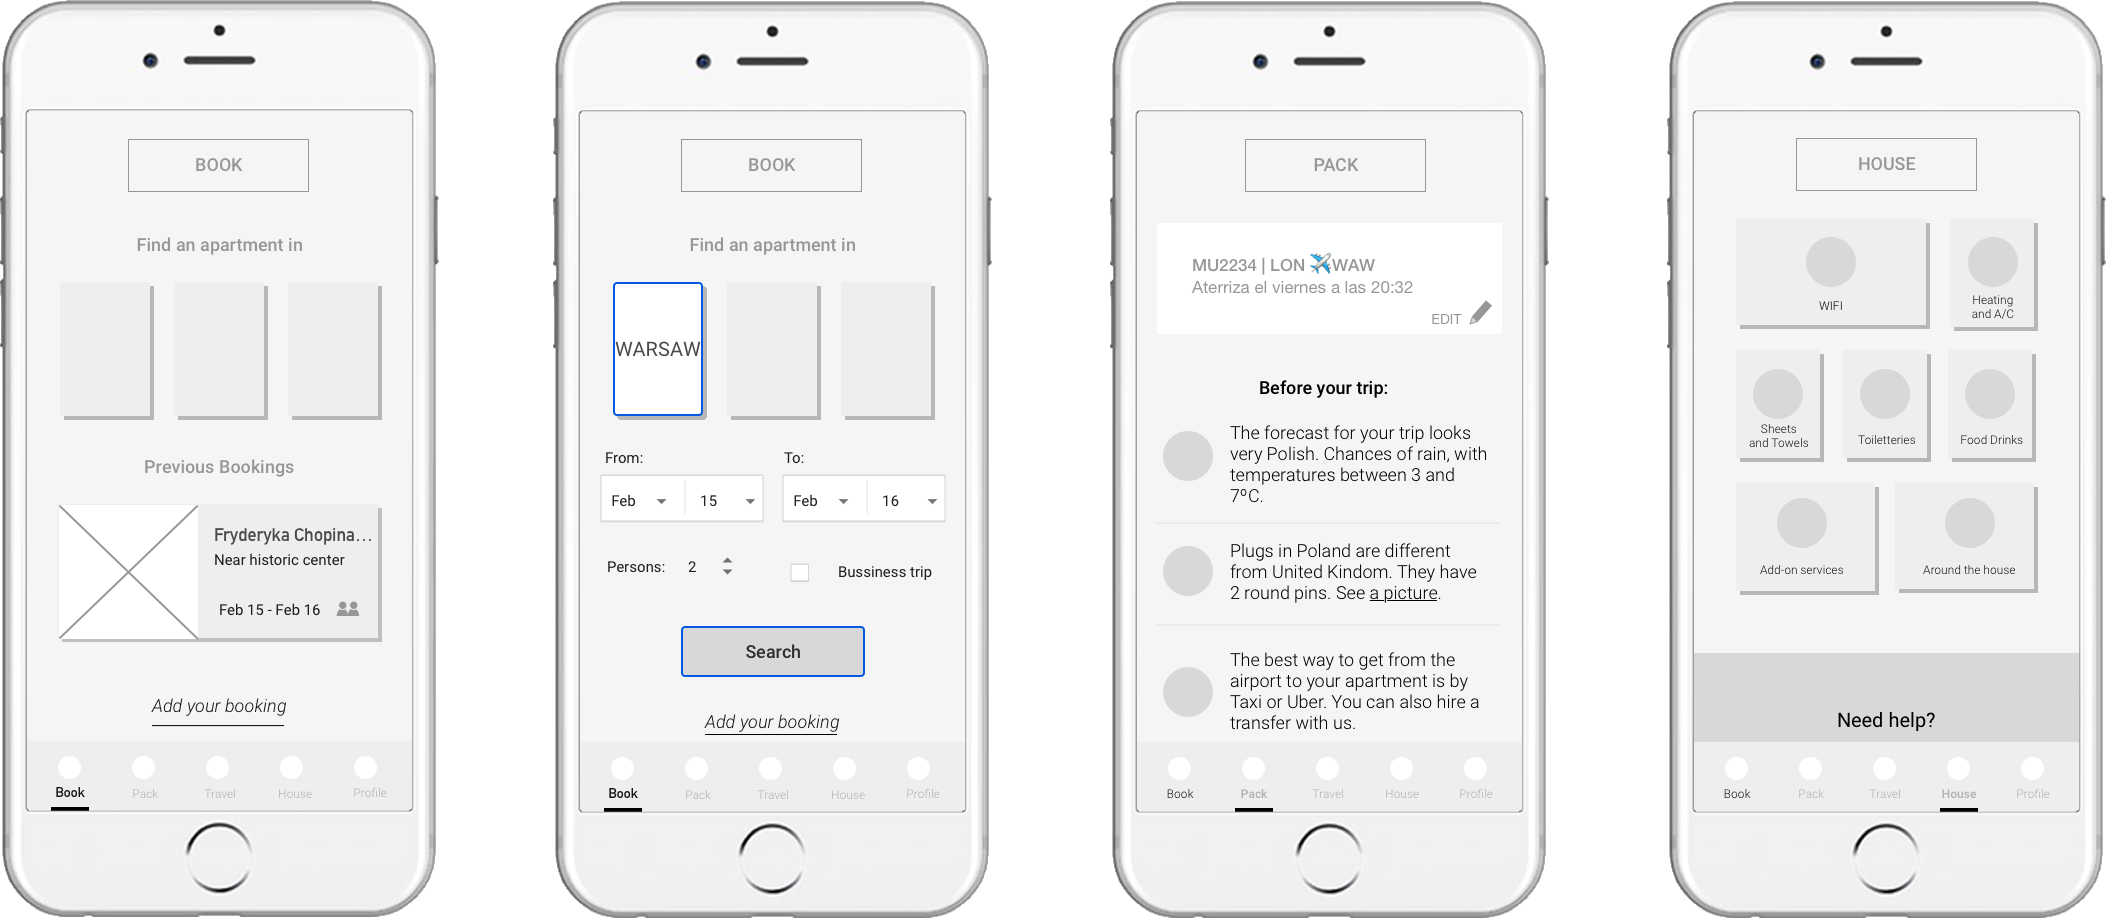 BOOK
Find an apartment in
Previous Bookings
Fryderyka Chopina...
Near historic center
Feb 15 - Feb 16
Add your booking
Book Pack Travel House Profile
BOOK
Find an apartment in
WARSAW
From: To:
Feb 15 Feb 16
Persons: 2 Bussiness trip
Search
Add your booking
Book Pack Travel House Profile
PACK
MU2234 | LON ✈️WAW
Aterriza el viernes a las 20:32
EDIT
Before your trip:
The forecast for your trip looks
very Polish. Chances of rain, with
temperatures between 3 and
7ºC.
Plugs in Poland are different
from United Kindom. They have
2 round pins. See a picture.
The best way to get from the
airport to your apartment is by
Taxi or Uber. You can also hire a
transfer with us.
Book Pack Travel House Profile
HOUSE
WIFI
Heating
and A/C
Sheets
and Towels
Toiletteries
Food Drinks
Add-on services
Around the house
Need help?
Book Pack Travel House Profile